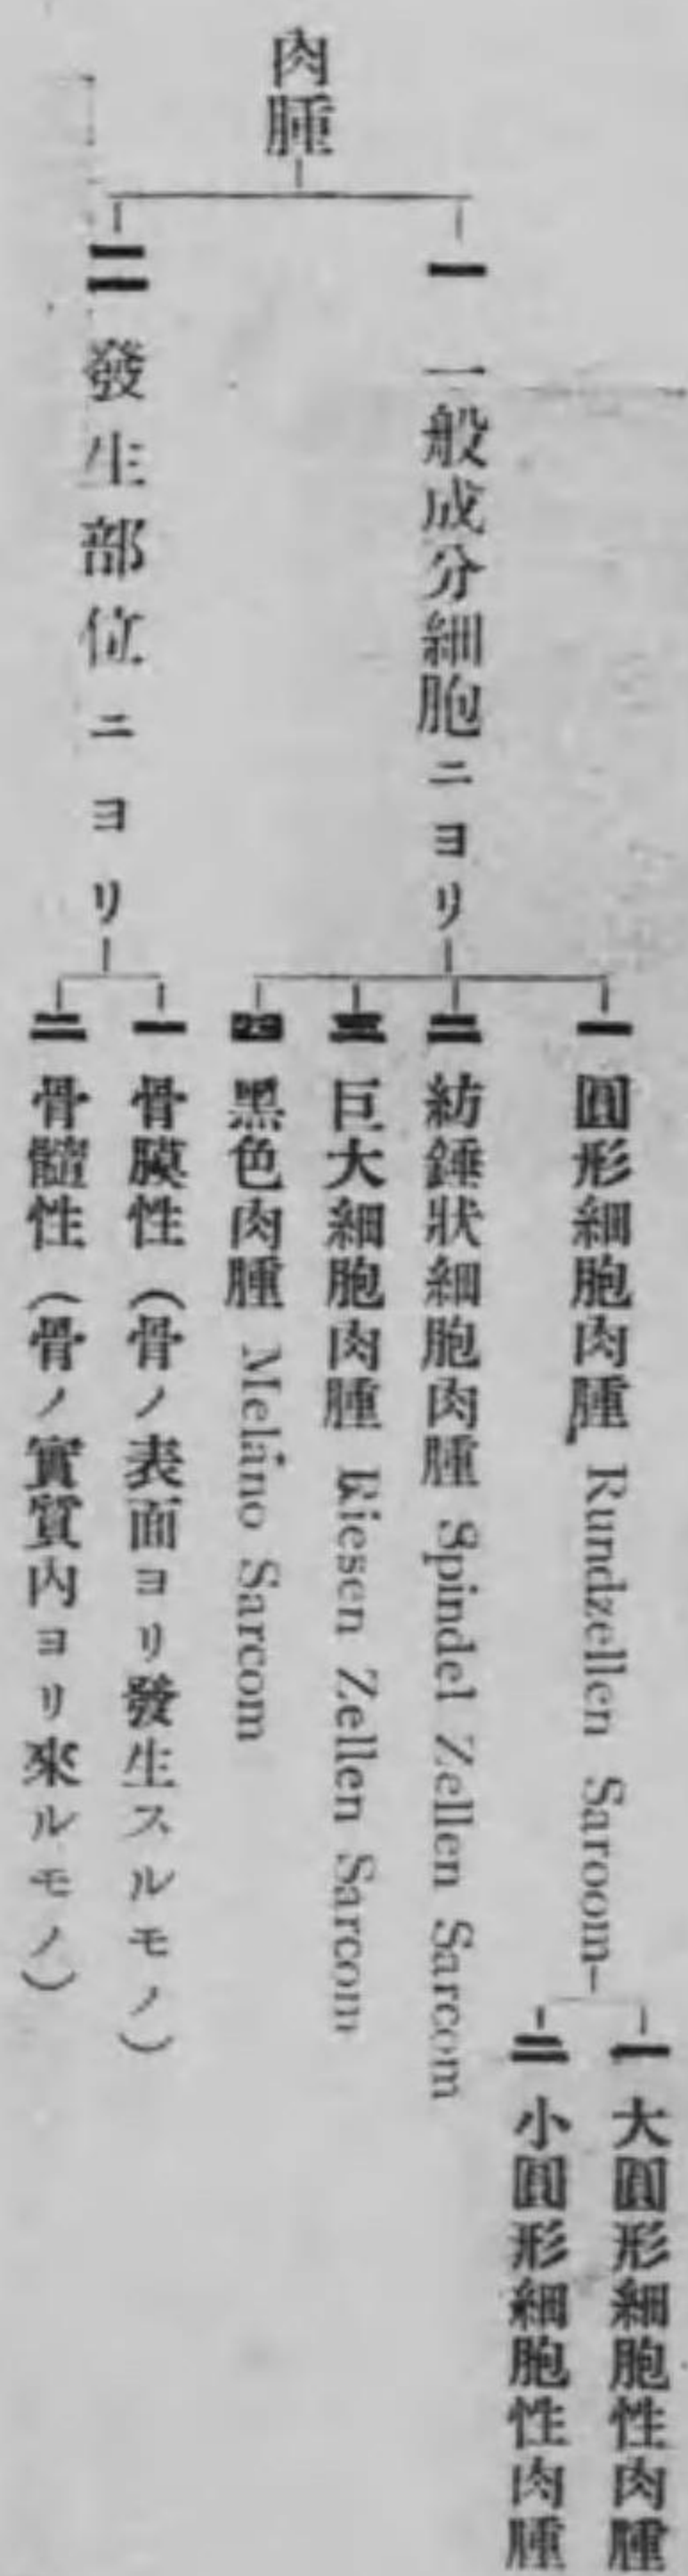 肉腫
一 一般成分細胞ニヨリ
一 圓形細胞肉腫 Rundzellen Saroom
一 大圓形細胞性肉腫
二 小圓形細胞性肉腫
二 紡錘狀細胞肉腫 Spindel Zellen Sarcom
三 巨大細胞肉腫 Riesen Zellen Sarcom
四 黑色肉腫 Melano Sarcom
二 發生部位ニヨリ
一 骨膜性（骨ノ表面ヨリ發生スルモノ）
二 骨髓性（骨ノ實質內ヨリ來ルモノ）